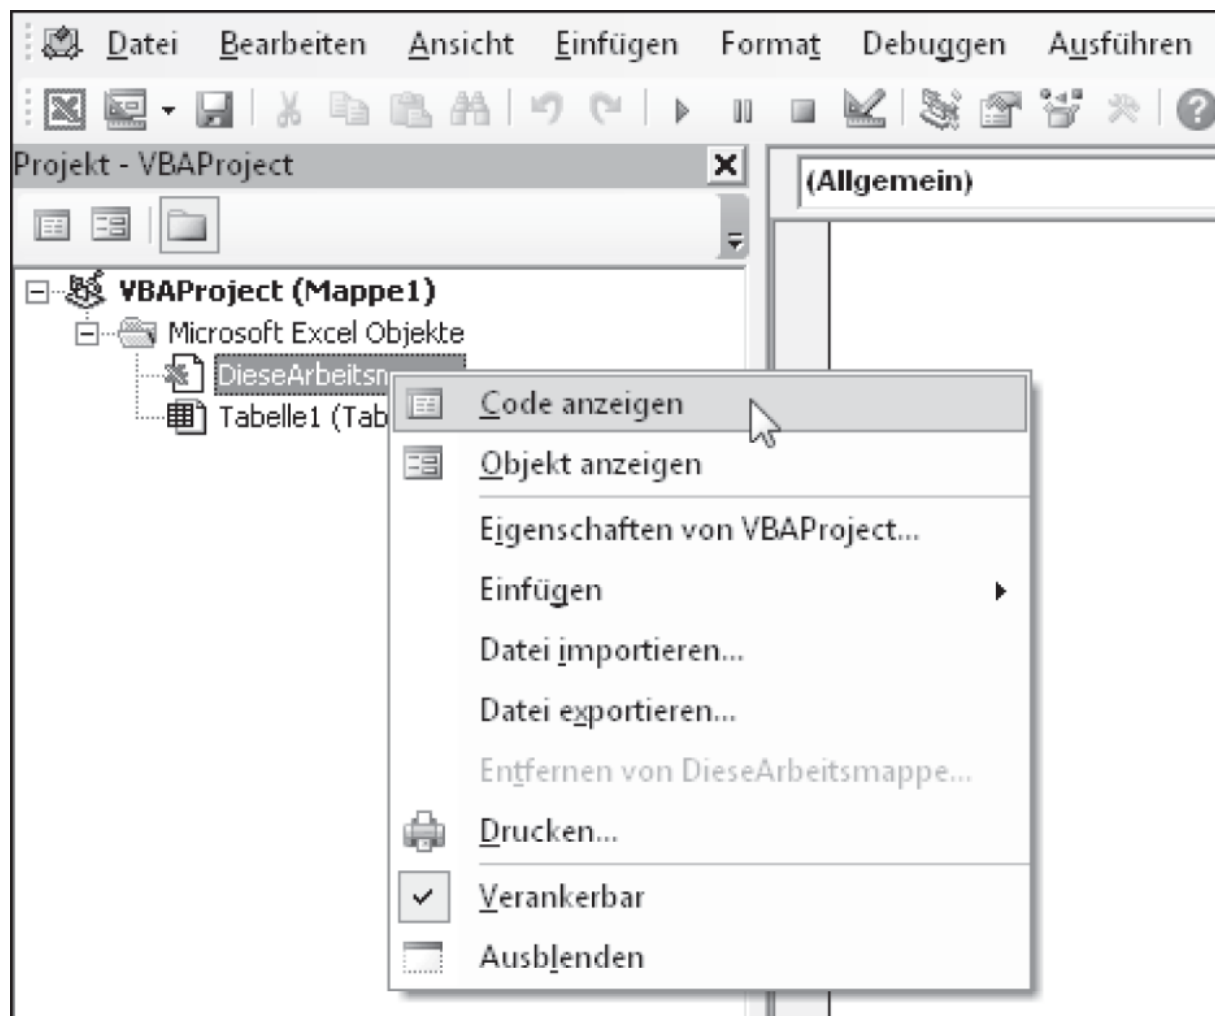 Datei Bearbeiten Ansicht Einfügen Format Debuggen Ausführen
Projekt - VBAProject
(Allgemein)
VBAProject (Mappe1)
Microsoft Excel Objekte
DieseArbeitsm
Tabelle1 (Tab
Code anzeigen
Objekt anzeigen
Eigenschaften von VBAProject...
Einfügen
Datei importieren...
Datei exportieren...
Entfernen von DieseArbeitsmappe...
Drucken...
Verankerbar
Ausblenden